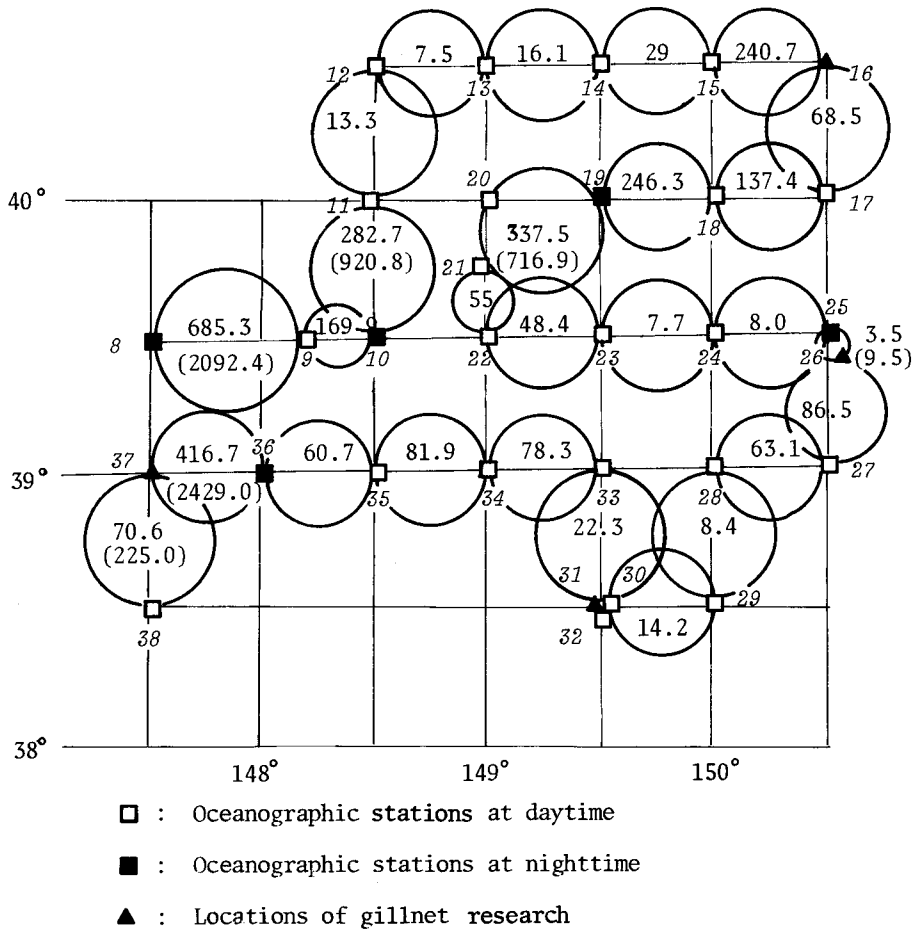 7.5 16.1 29 240.7
12 13 14 15 16
13.3 68.5
40° 20 19 246.3 137.4
11 18 17
282.7 337.5
(920.8) (716.9)
21
55
685.3 169.9 48.4 7.7 8.0 25
8 (2092.4) 9 10 22 23 24 26 3.5
(9.5)
86.5
37 416.7 36 60.7 81.9 78.3 63.1
39° (2429.0) 35 34 33 28 27
70.6 22.3 8.4
(225.0)
31 30 29
32 14.2
38
38°
148° 149° 150°
: Oceanographic stations at daytime
: Oceanographic stations at nighttime
: Locations of gillnet research